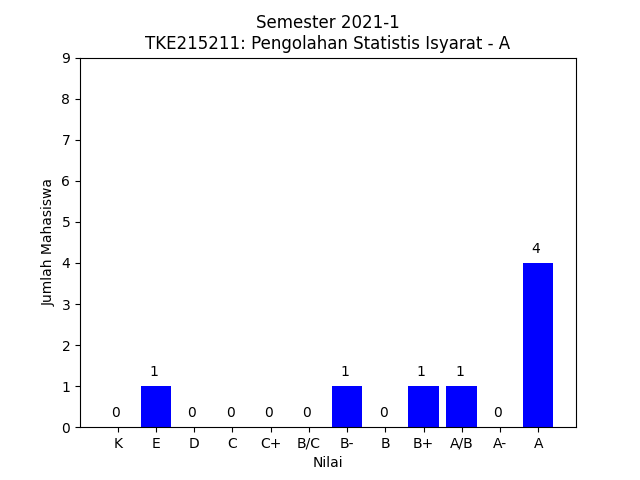 Semester 2021-1
TKE215211: Pengolahan Statistis Isyarat - A
9
8
7
6
5
4
3
2
1
0
Jumlah Mahasiswa
0 1 0 0 0 0 1 0 1 1 0 4
K E D C C+ B/C B- B B+ A/B A- A
Nilai